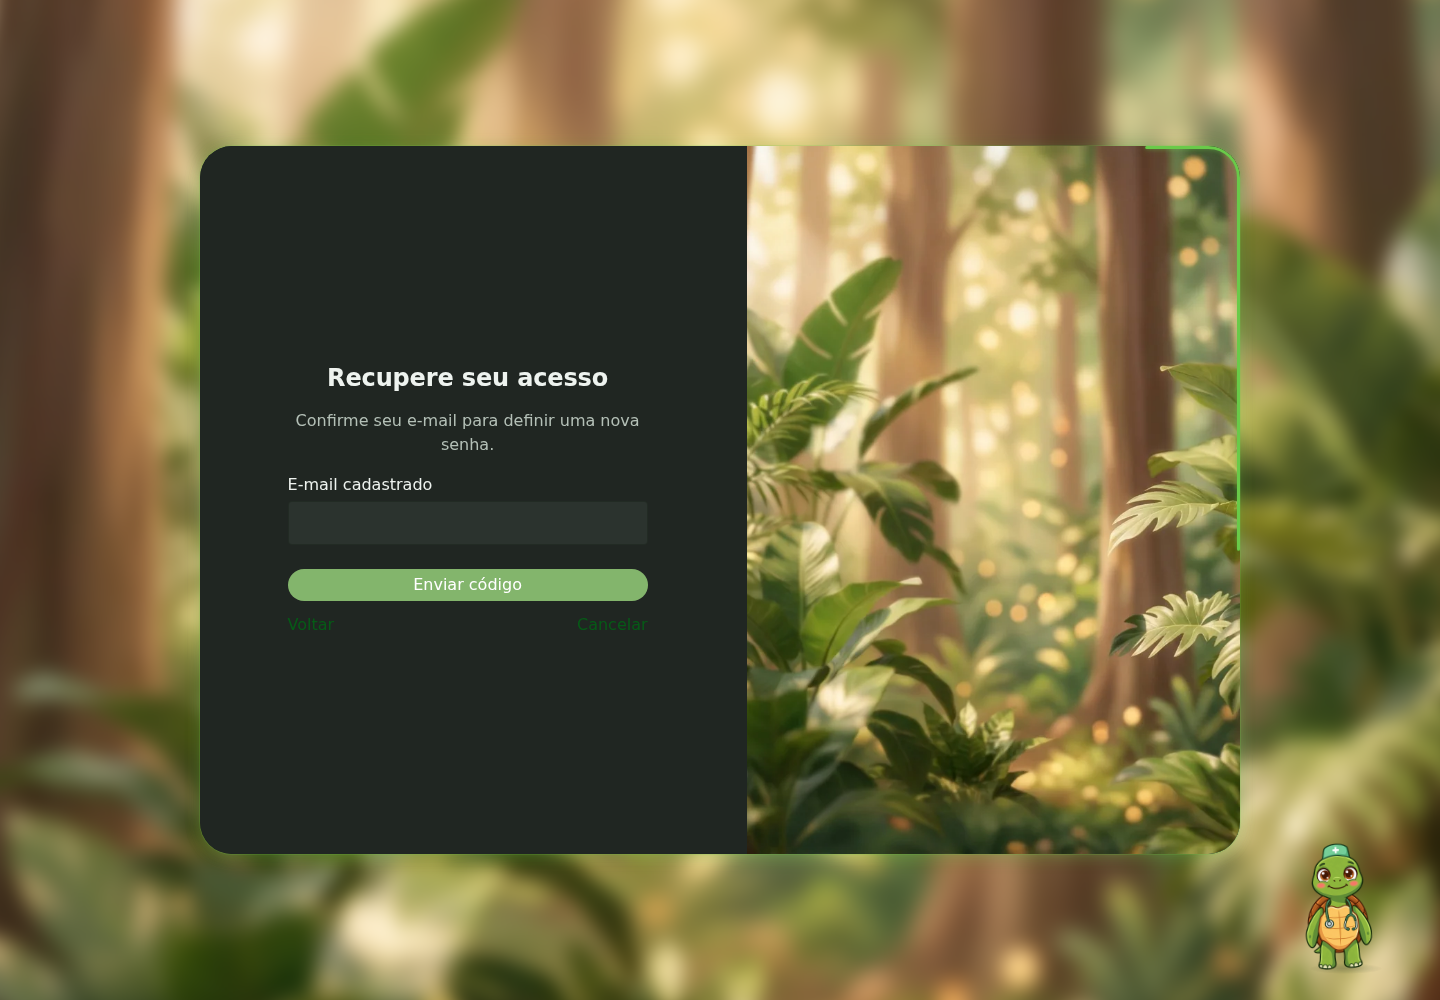 Recupere seu acesso
Confirme seu e-mail para definir uma nova
senha.
E-mail cadastrado
Enviar código
Voltar
Cancelar